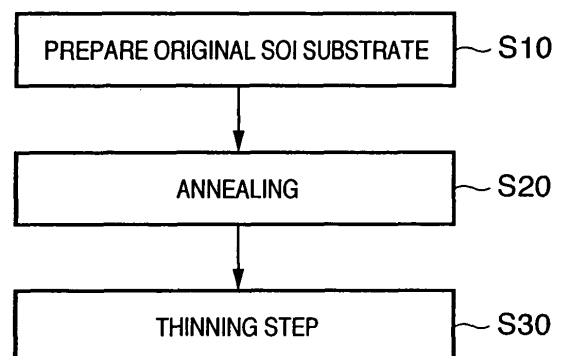 PREPARE ORIGINAL SOI SUBSTRATE S10
ANNEALING S20
THINNING STEP S30